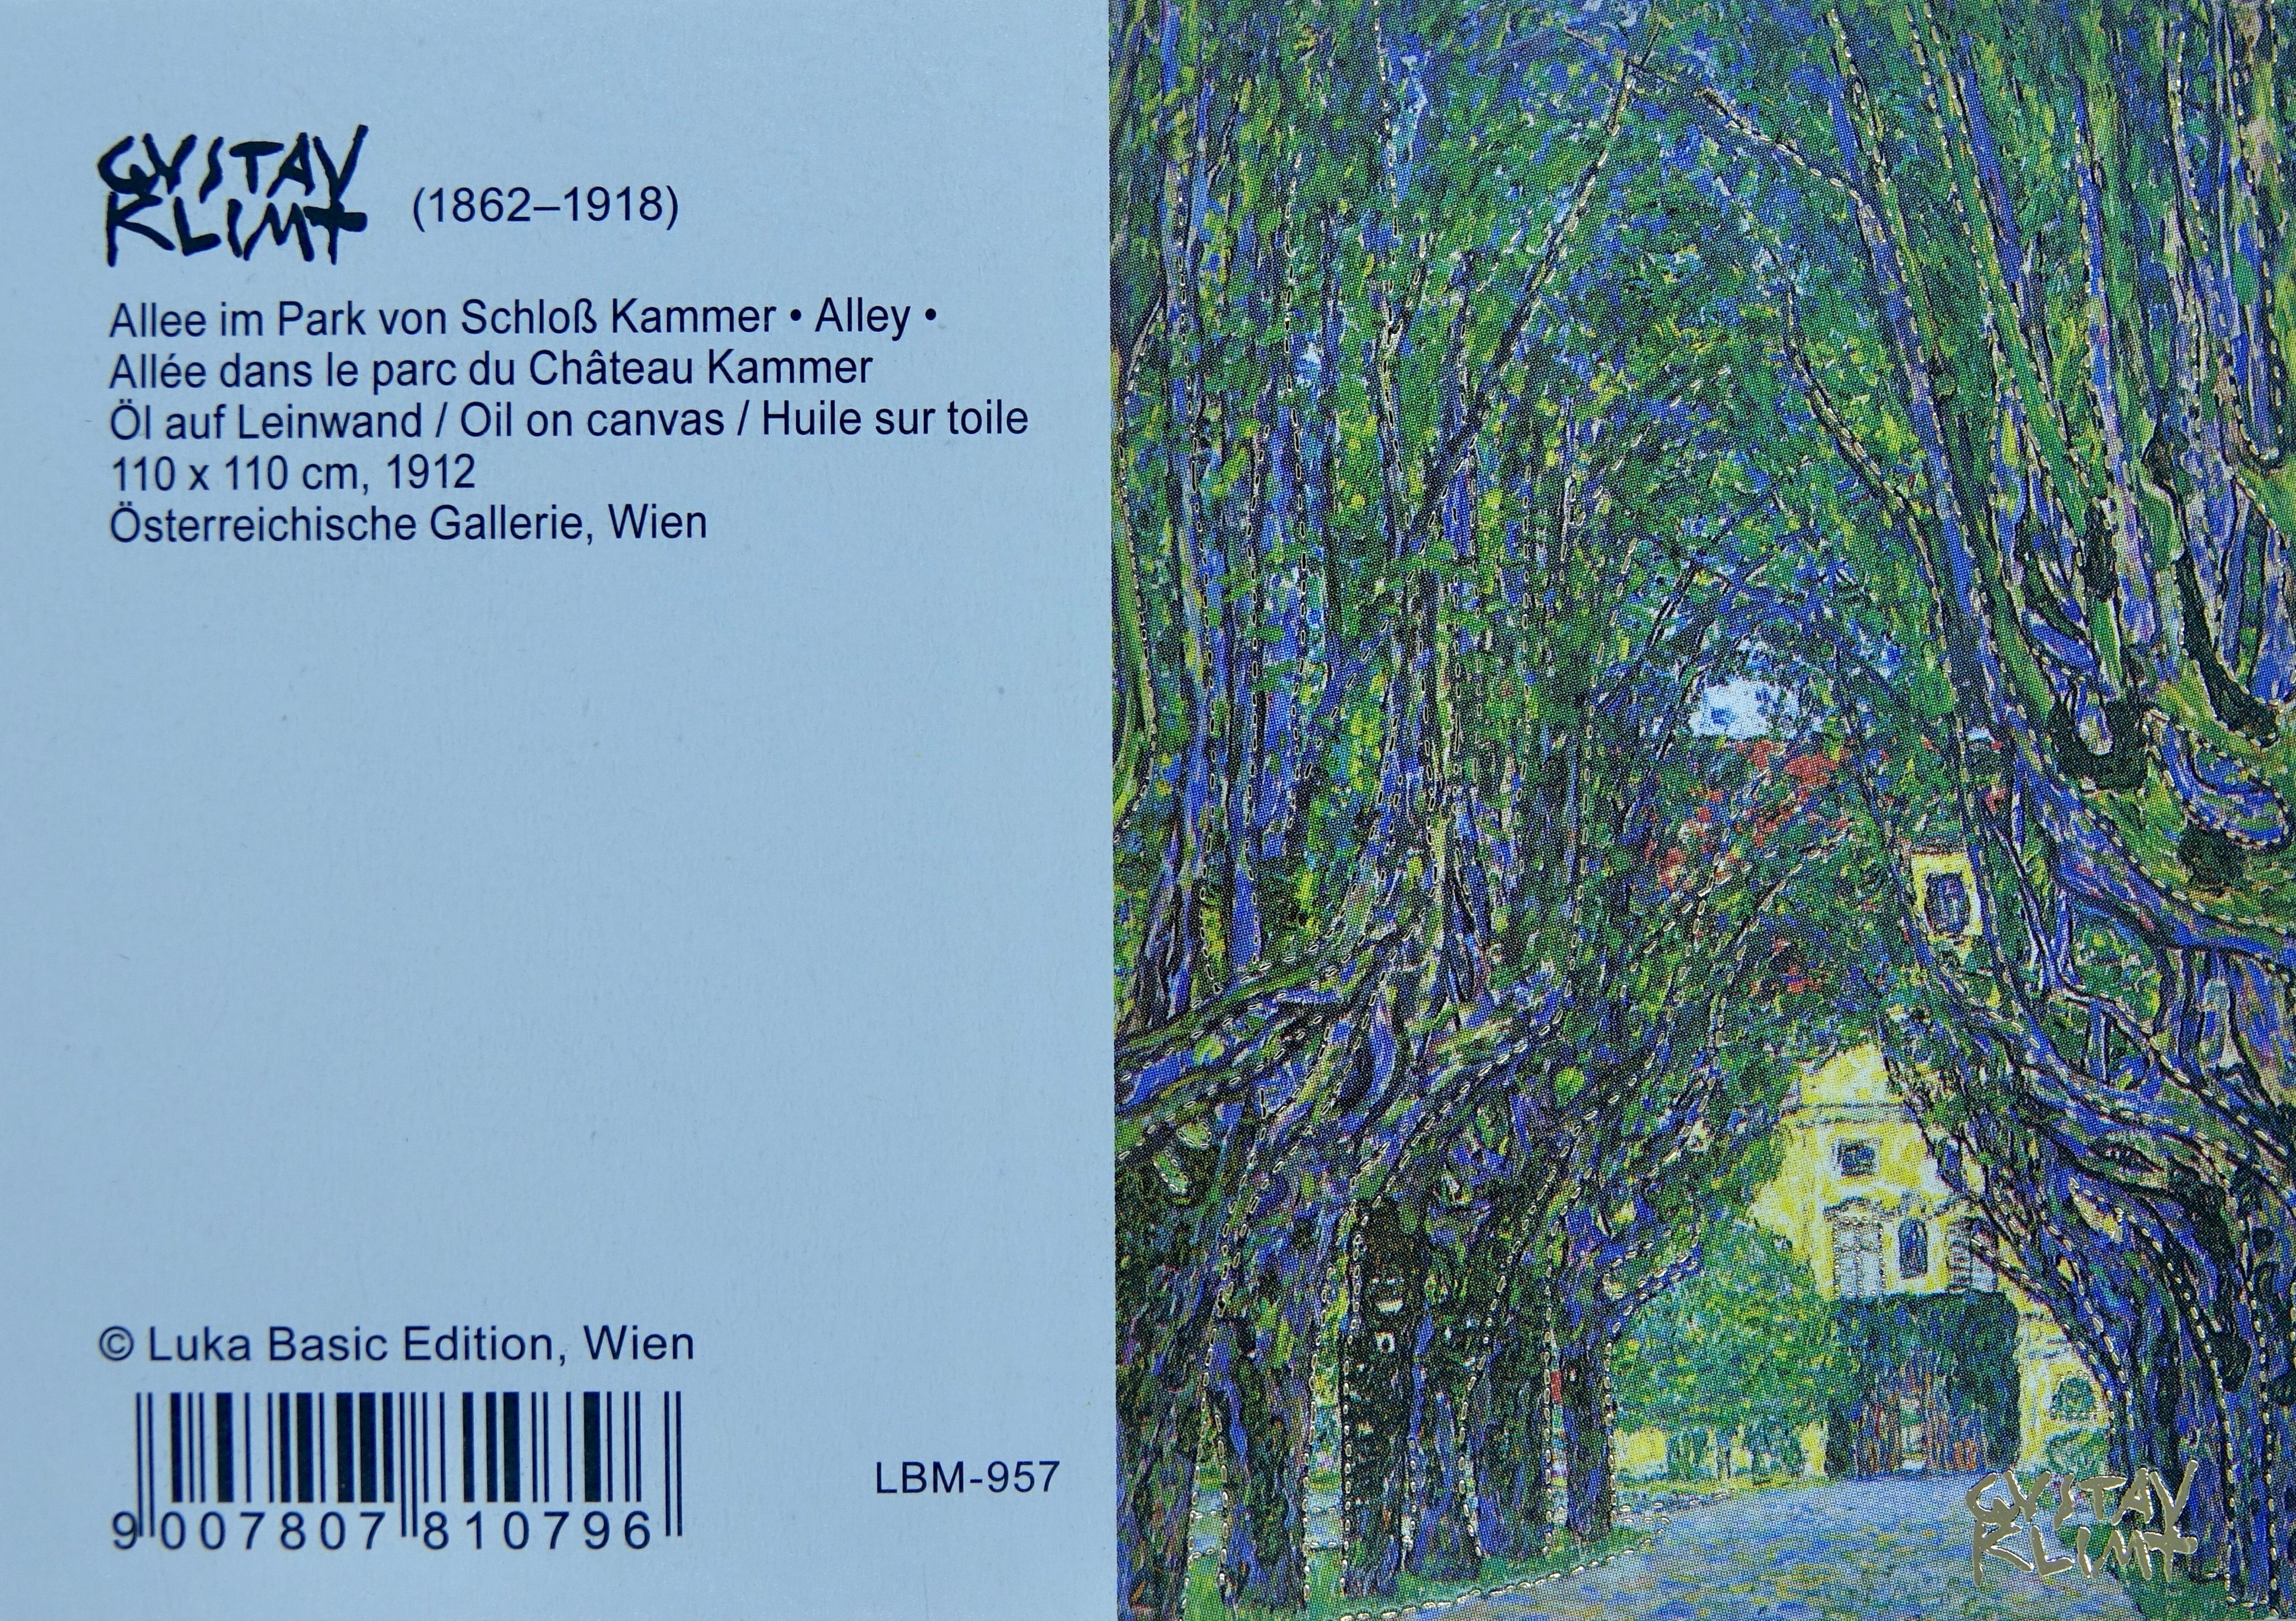 GUSTAV
KLIMT (1862–1918)
Allee im Park von Schloß Kammer • Alley •
Allée dans le parc du Château Kammer
Öl auf Leinwand / Oil on canvas / Huile sur toile
110 x 110 cm, 1912
Österreichische Gallerie, Wien
© Luka Basic Edition, Wien
9 007807 810796
LBM-957
GUSTAV
KLIMT